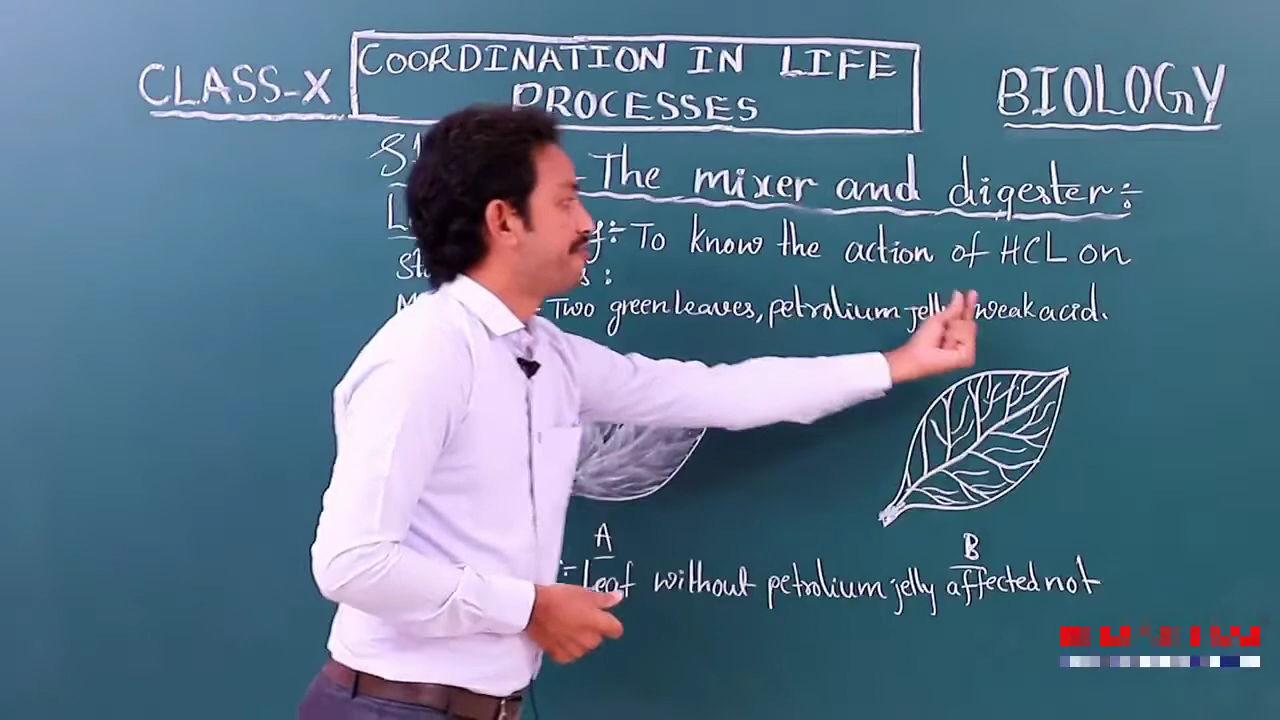 CLASS-X
COORDINATION IN LIFE
PROCESSES
BIOLOGY
The mixer and digester:-
To know the action of HCL on
Two green leaves, petrolium jelly weak acid.
A
B
Leaf without petrolium jelly affected not